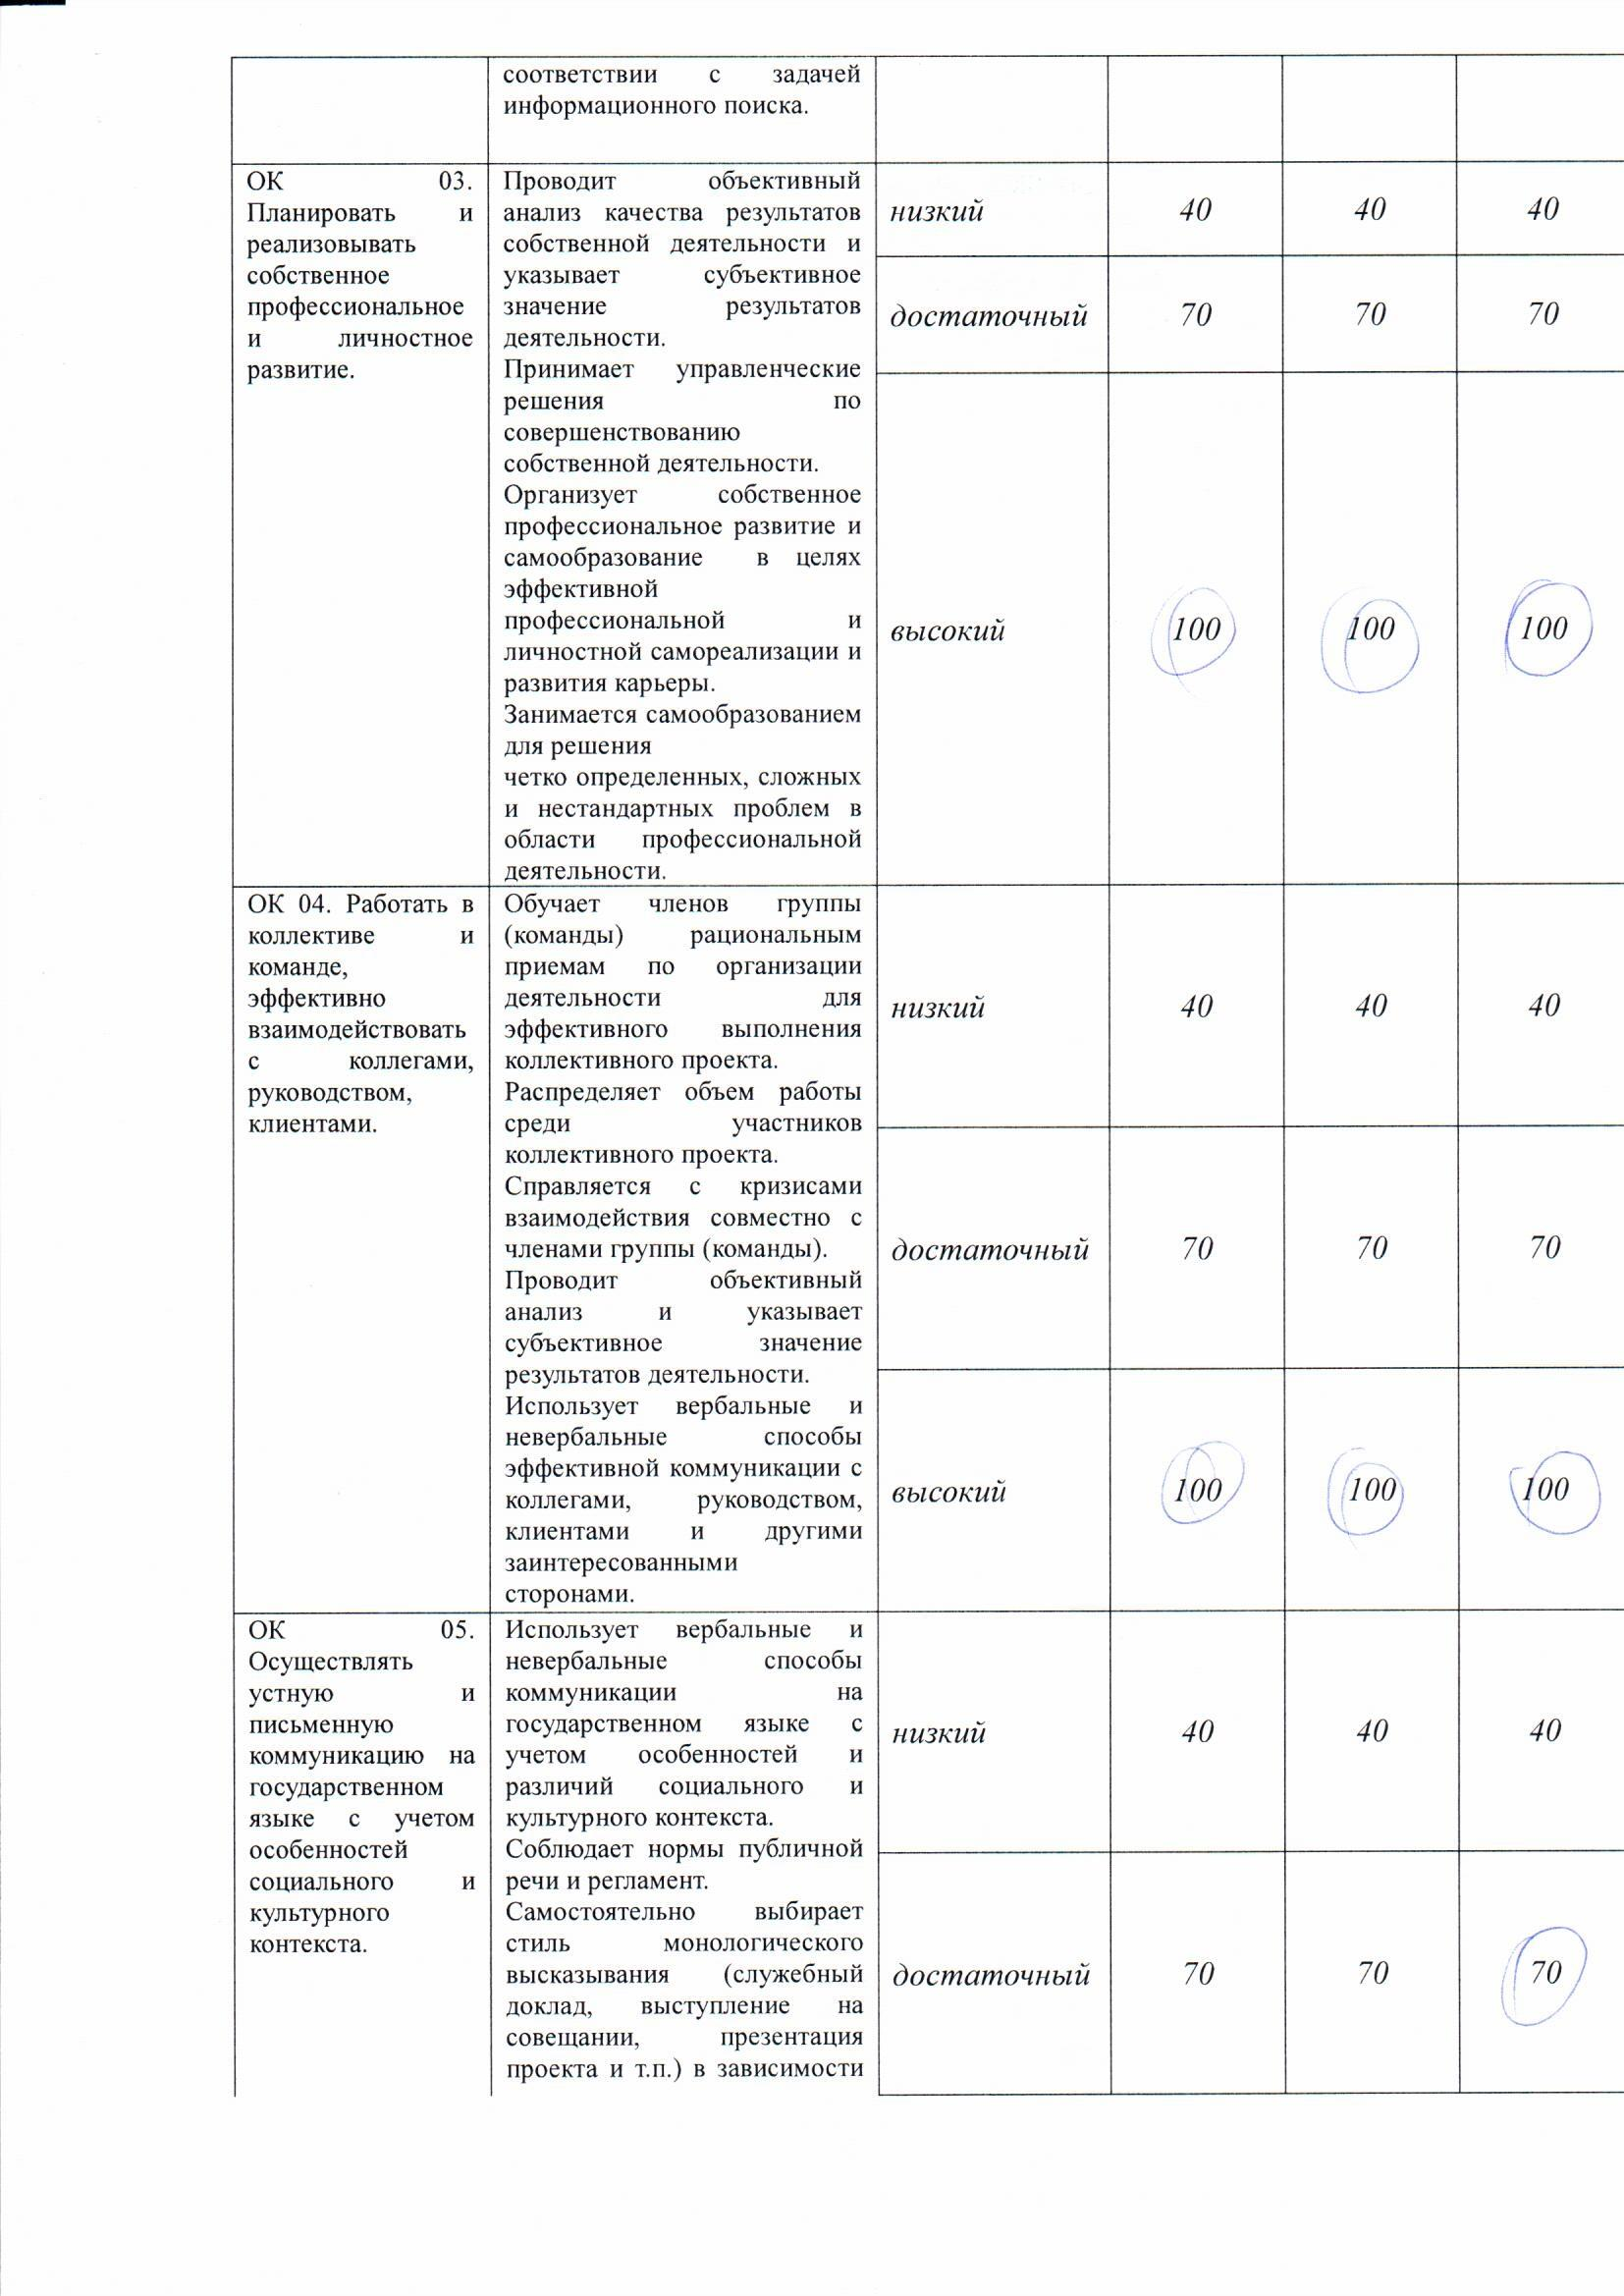 соответствии с задачей
информационного поиска.
ОК 03.
Планировать и
реализовывать
собственное
профессиональное
и личностное
развитие.
Проводит объективный
анализ качества результатов
собственной деятельности и
указывает субъективное
значение результатов
деятельности.
Принимает управленческие
решения по
совершенствованию
собственной деятельности.
Организует собственное
профессиональное развитие и
самообразование в целях
эффективной
профессиональной и
личностной самореализации и
развития карьеры.
Занимается самообразованием
для решения
четко определенных, сложных
и нестандартных проблем в
области профессиональной
деятельности.
низкий 40 40 40
достаточный 70 70 70
высокий 100 100 100
ОК 04. Работать в
коллективе и
команде,
эффективно
взаимодействовать
с коллегами,
руководством,
клиентами.
Обучает членов группы
(команды) рациональным
приемам по организации
деятельности для
эффективного выполнения
коллективного проекта.
Распределяет объем работы
среди участников
коллективного проекта.
Справляется с кризисами
взаимодействия совместно с
членами группы (команды).
Проводит объективный
анализ и указывает
субъективное значение
результатов деятельности.
Использует вербальные и
невербальные способы
эффективной коммуникации с
коллегами, руководством,
клиентами и другими
заинтересованными
сторонами.
низкий 40 40 40
достаточный 70 70 70
высокий 100 100 100
ОК 05.
Осуществлять
устную и
письменную
коммуникацию на
государственном
языке с учетом
особенностей
социального и
культурного
контекста.
Использует вербальные и
невербальные способы
коммуникации на
государственном языке с
учетом особенностей и
различий социального и
культурного контекста.
Соблюдает нормы публичной
речи и регламент.
Самостоятельно выбирает
стиль монологического
высказывания (служебный
доклад, выступление на
совещании, презентация
проекта и т.п.) в зависимости
низкий 40 40 40
достаточный 70 70 70